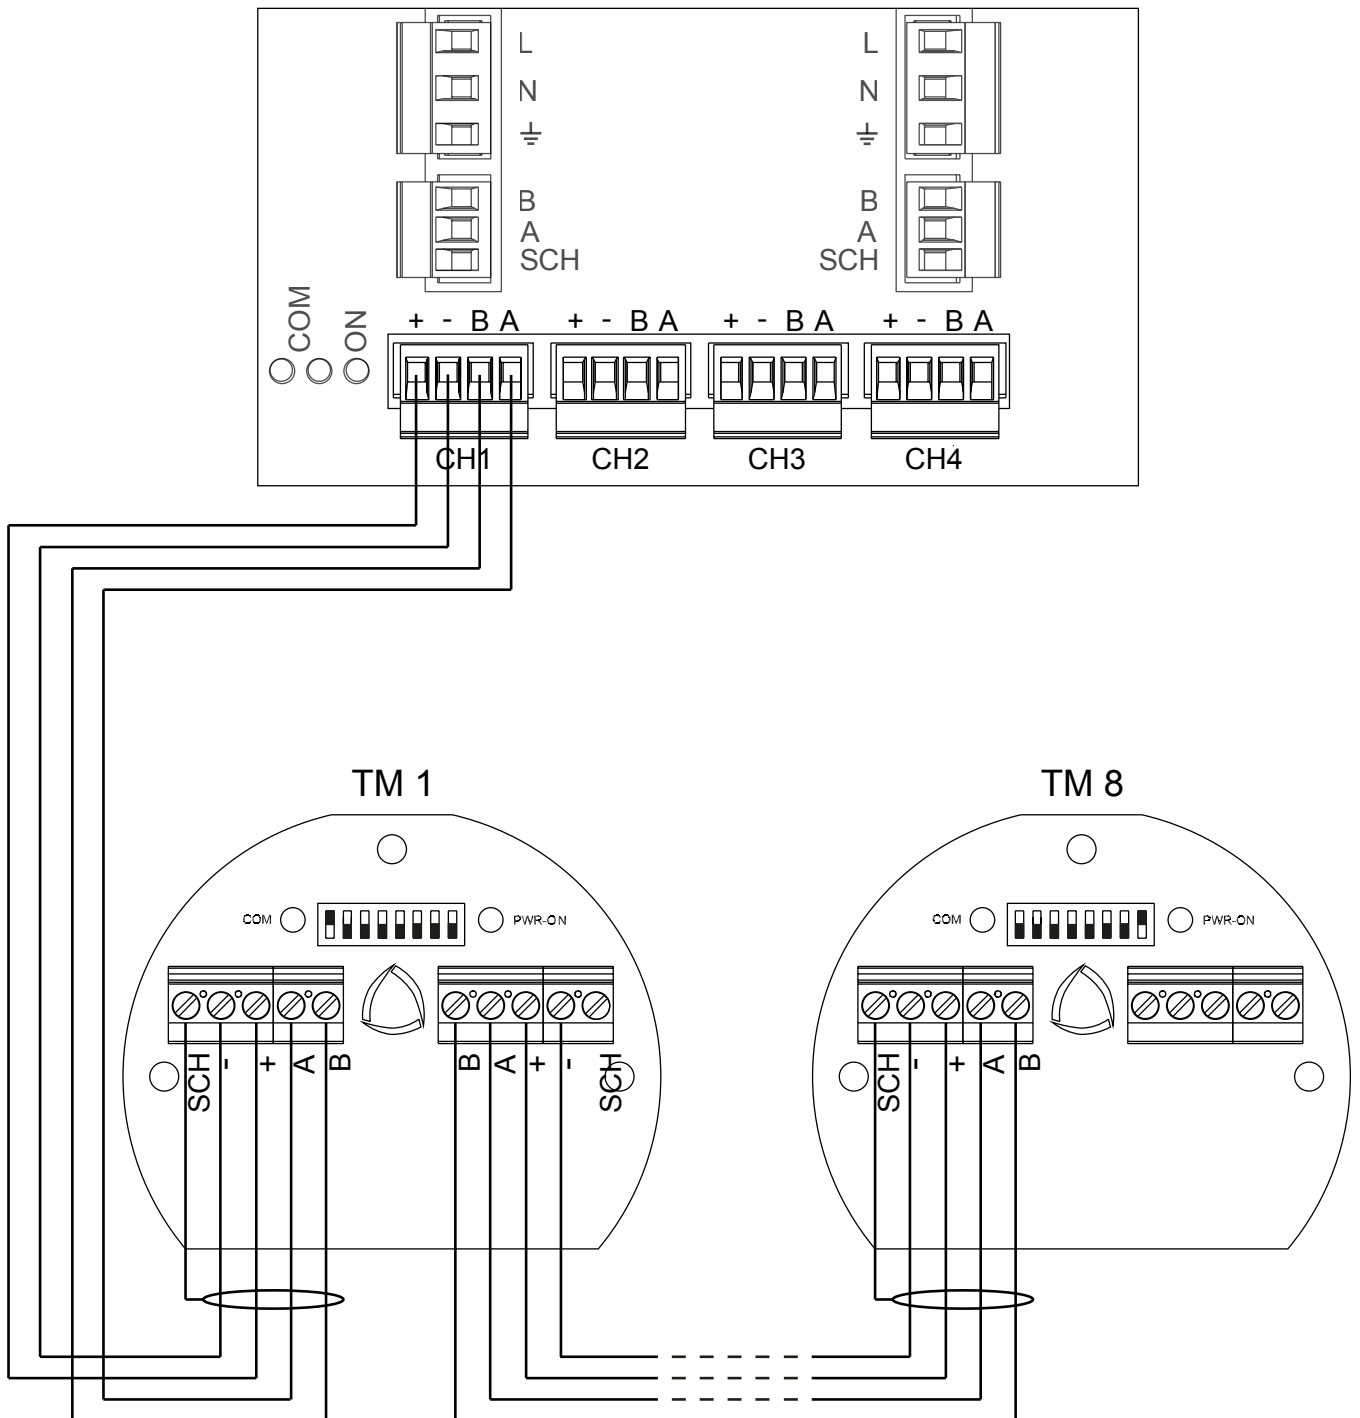 L L
N N
B B
A A
SCH SCH
COM ON
+ - B A + - B A + - B A + - B A
CH1 CH2 CH3 CH4
TM 1 TM 8
COM PWR-ON COM PWR-ON
SCH - + A B B A + - SCH SCH - + A B